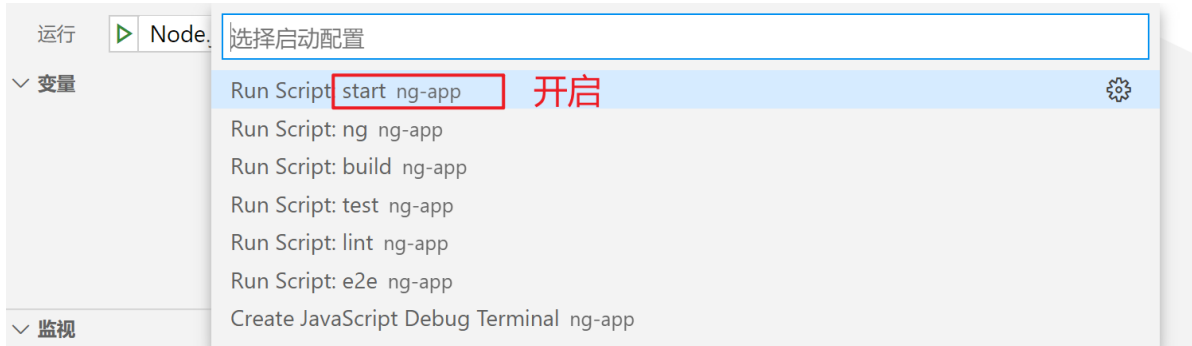 运行 Node.
选择启动配置
Run Script start ng-app 开启
变量
Run Script: ng ng-app
Run Script: build ng-app
Run Script: test ng-app
Run Script: lint ng-app
Run Script: e2e ng-app
Create JavaScript Debug Terminal ng-app
监视